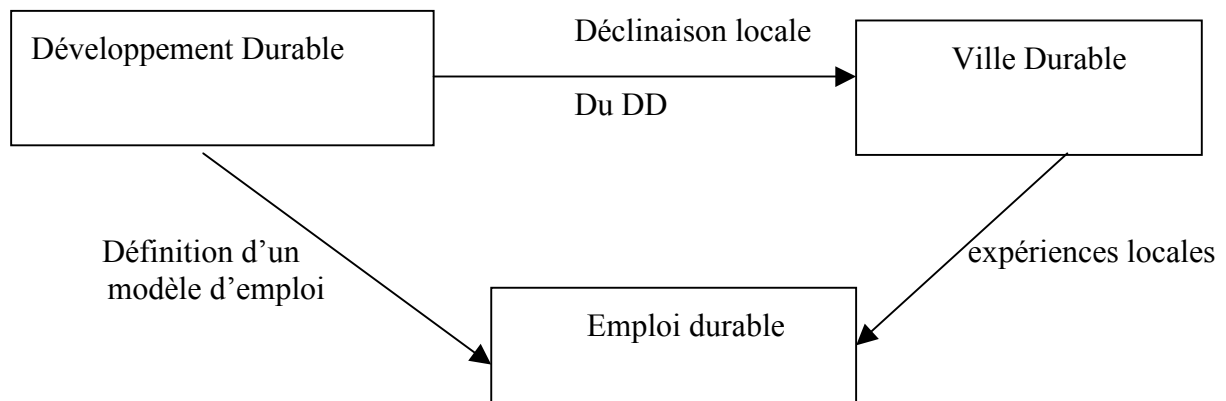 Développement Durable
Déclinaison locale
Du DD
Ville Durable
Définition d'un
modèle d'emploi
expériences locales
Emploi durable